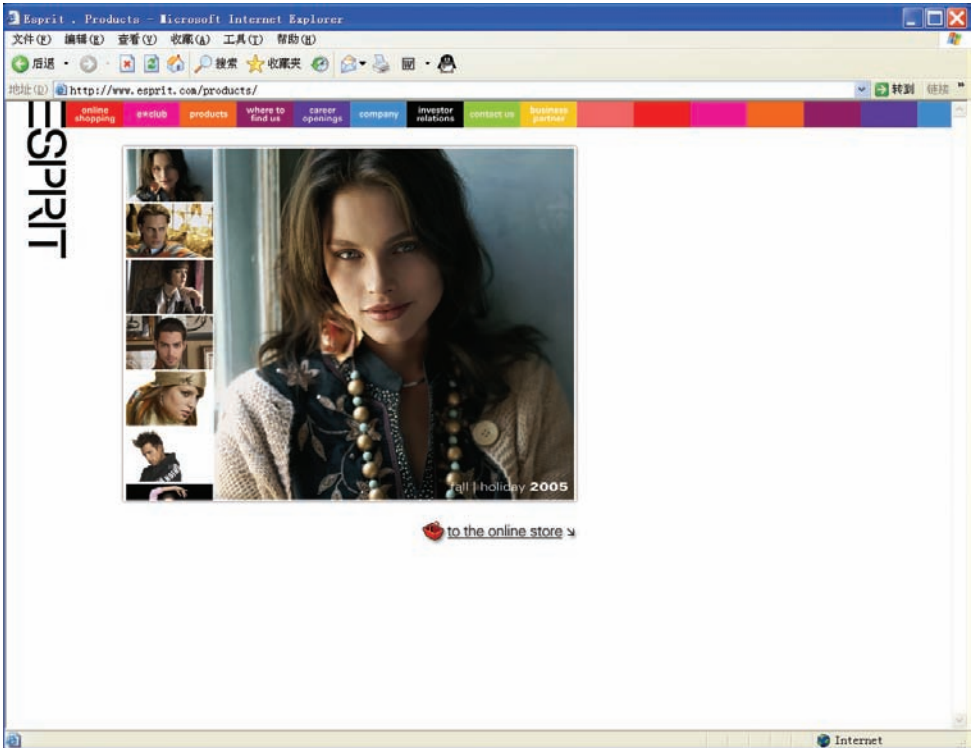 Esprit . Products - Microsoft Internet Explorer
文件(F) 编辑(E) 查看(V) 收藏(A) 工具(T) 帮助(H)
后退 搜索 收藏夹
地址(D) http://www.esprit.com/products/ 转到 链接 »
online shopping e*club products where to find us career openings company investor relations contact us business partner
ESPRIT
fall | holiday 2005
to the online store
Internet